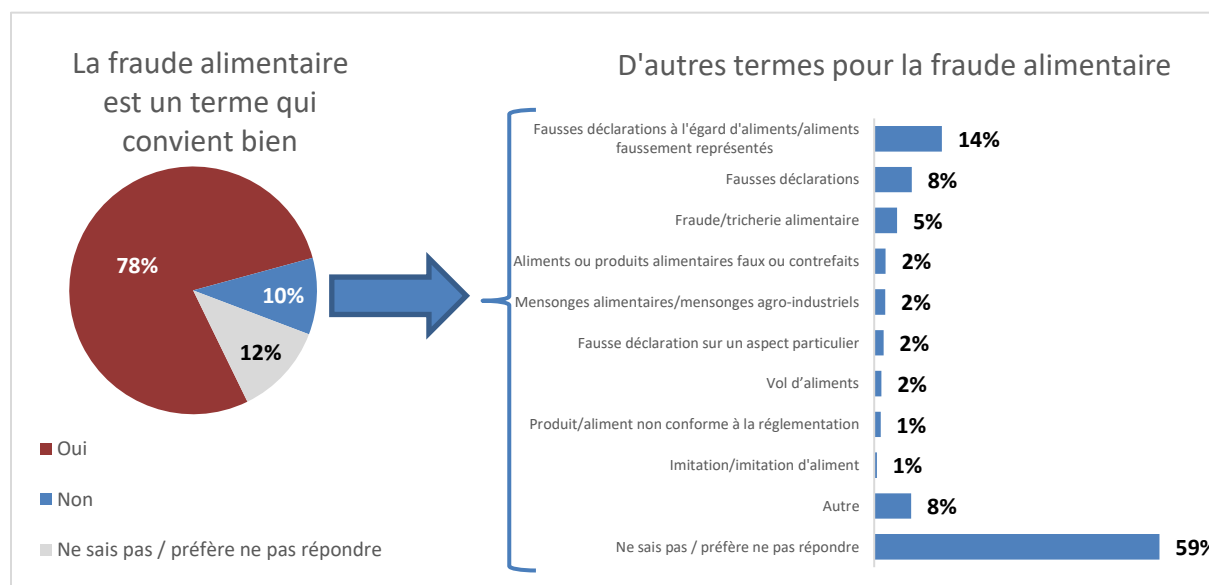 La fraude alimentaire
est un terme qui
convient bien
78%
10%
12%
Oui
Non
Ne sais pas / préfère ne pas répondre
D'autres termes pour la fraude alimentaire
Fausses déclarations à l'égard d'aliments/aliments
faussement représentés
14%
Fausses déclarations
8%
Fraude/tricherie alimentaire
5%
Aliments ou produits alimentaires faux ou contrefaits
2%
Mensonges alimentaires/mensonges agro-industriels
2%
Fausse déclaration sur un aspect particulier
2%
Vol d’aliments
2%
Produit/aliment non conforme à la réglementation
1%
Imitation/imitation d'aliment
1%
Autre
8%
Ne sais pas / préfère ne pas répondre
59%